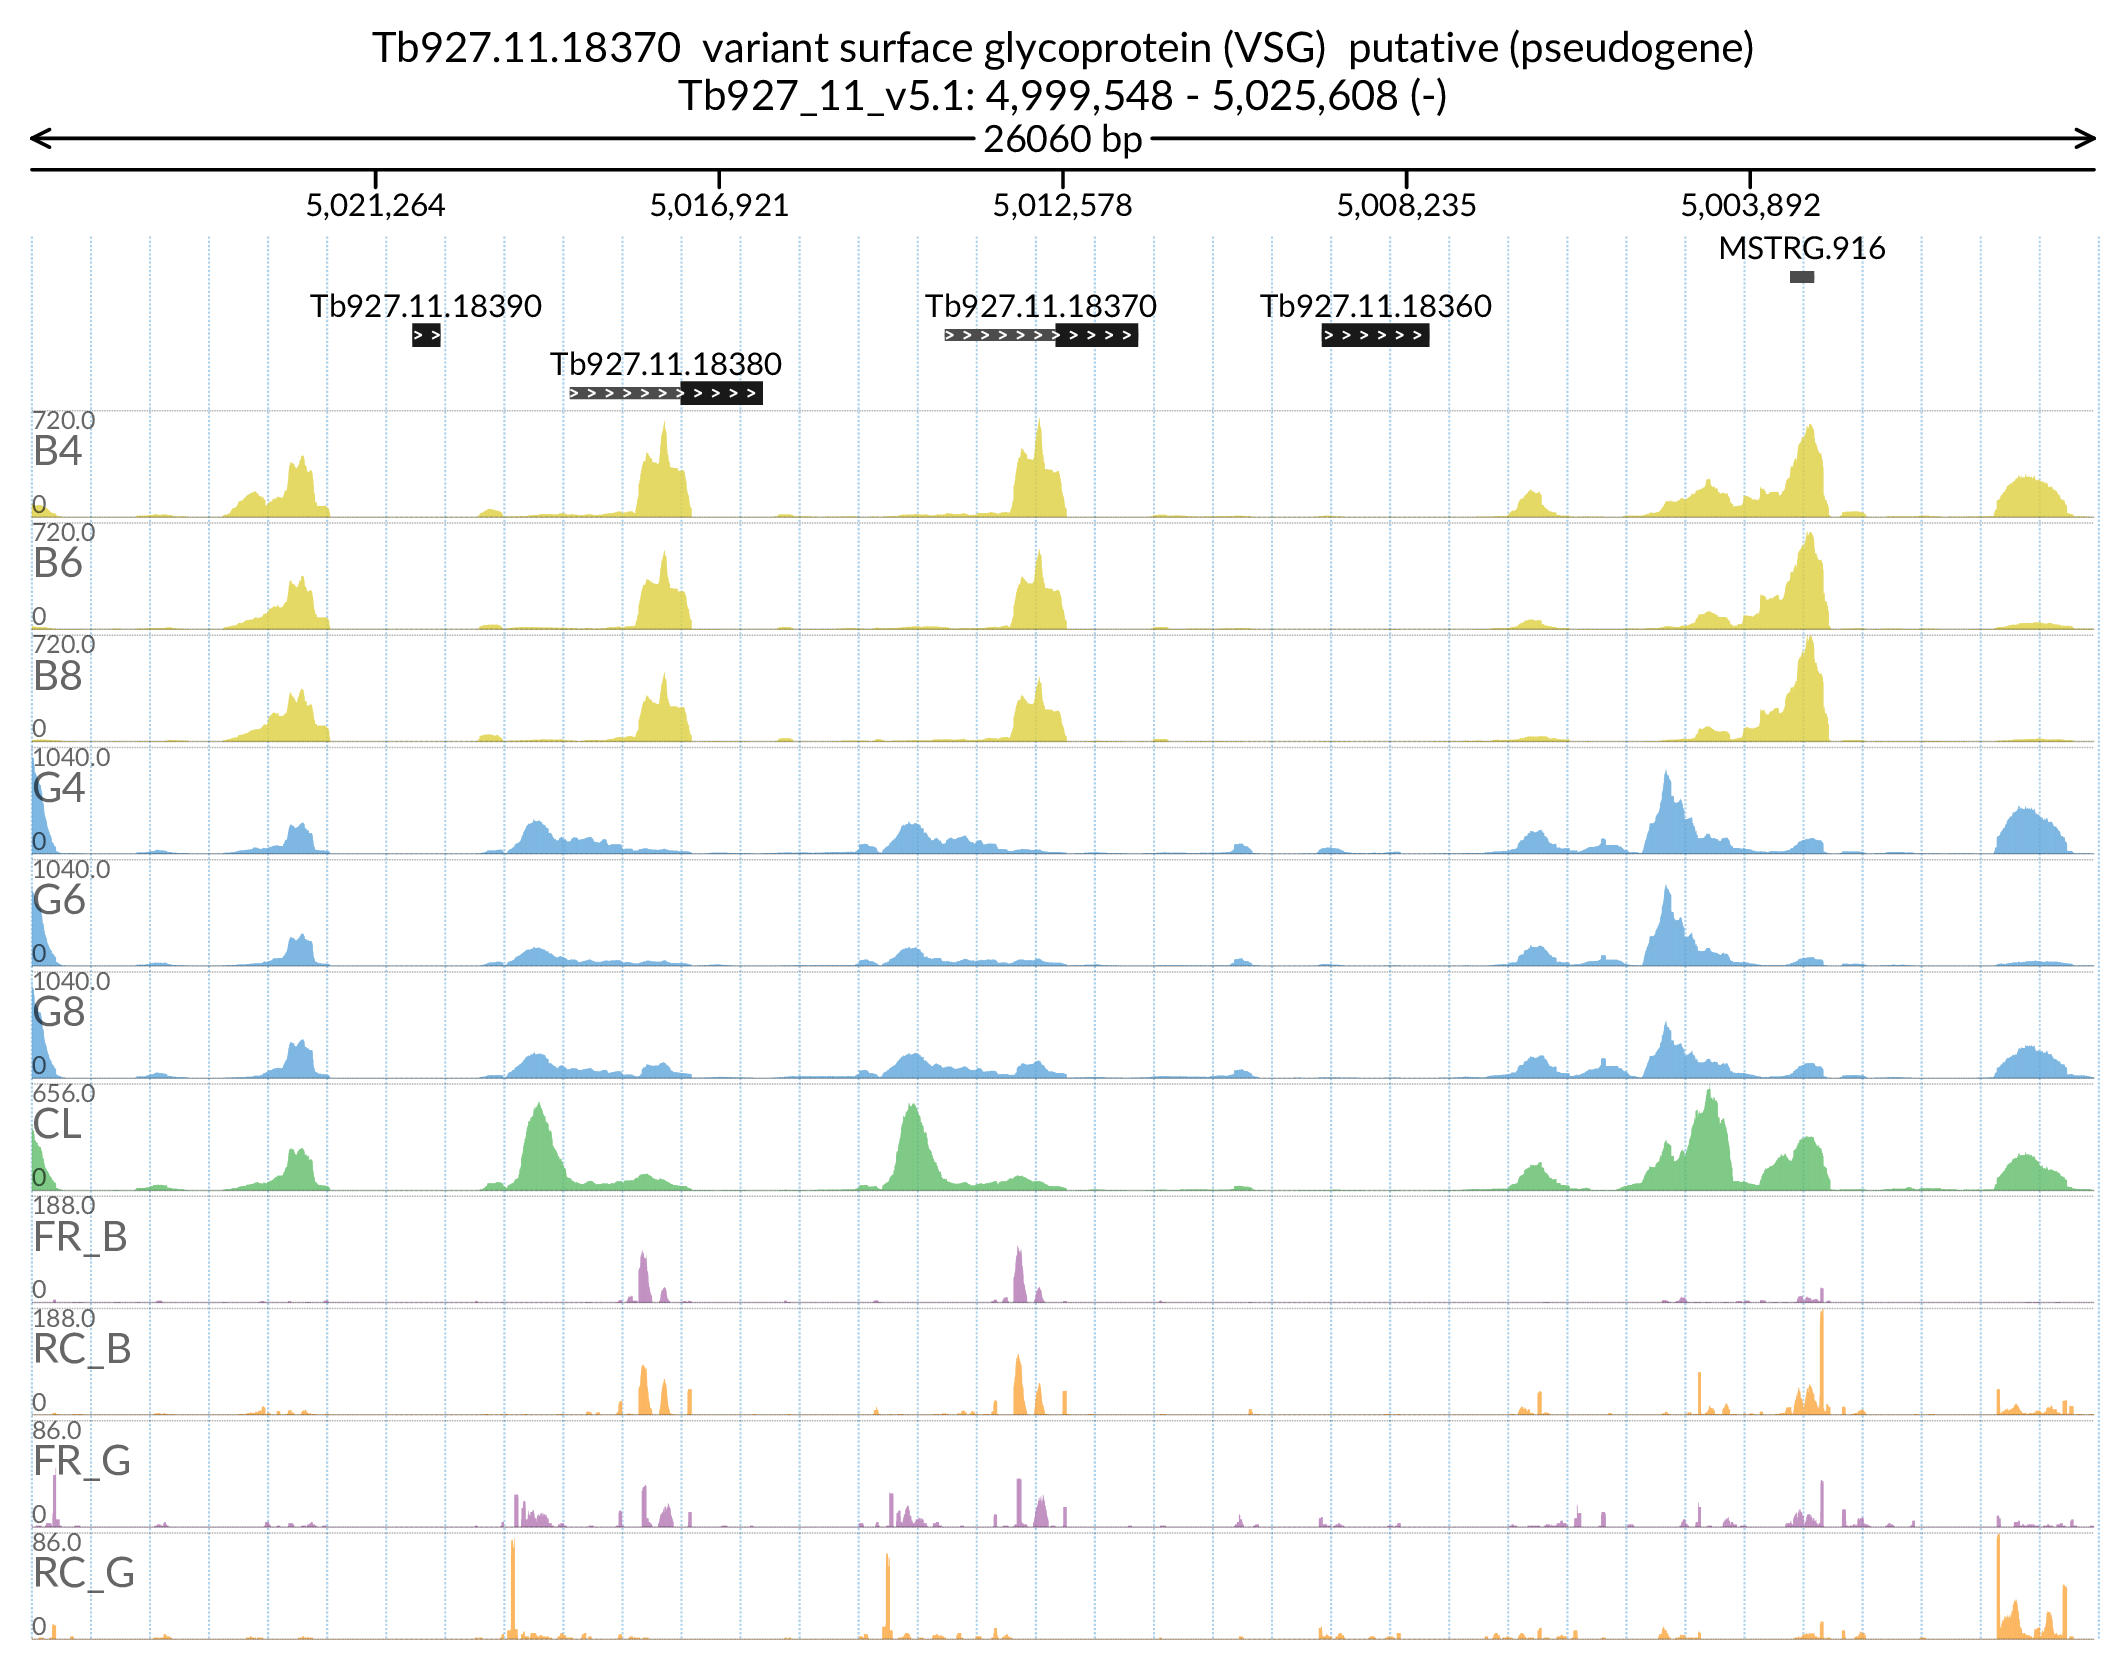 Tb927.11.18370  variant surface glycoprotein (VSG)  putative (pseudogene)
Tb927_11_v5.1: 4,999,548 - 5,025,608 (-)
26060 bp
5,021,264 5,016,921 5,012,578 5,008,235 5,003,892
MSTRG.916
Tb927.11.18390 Tb927.11.18370 Tb927.11.18360
Tb927.11.18380
720.0
B4
0
720.0
B6
0
720.0
B8
0
1040.0
G4
0
1040.0
G6
0
1040.0
G8
0
656.0
CL
0
188.0
FR_B
0
188.0
RC_B
0
86.0
FR_G
0
86.0
RC_G
0